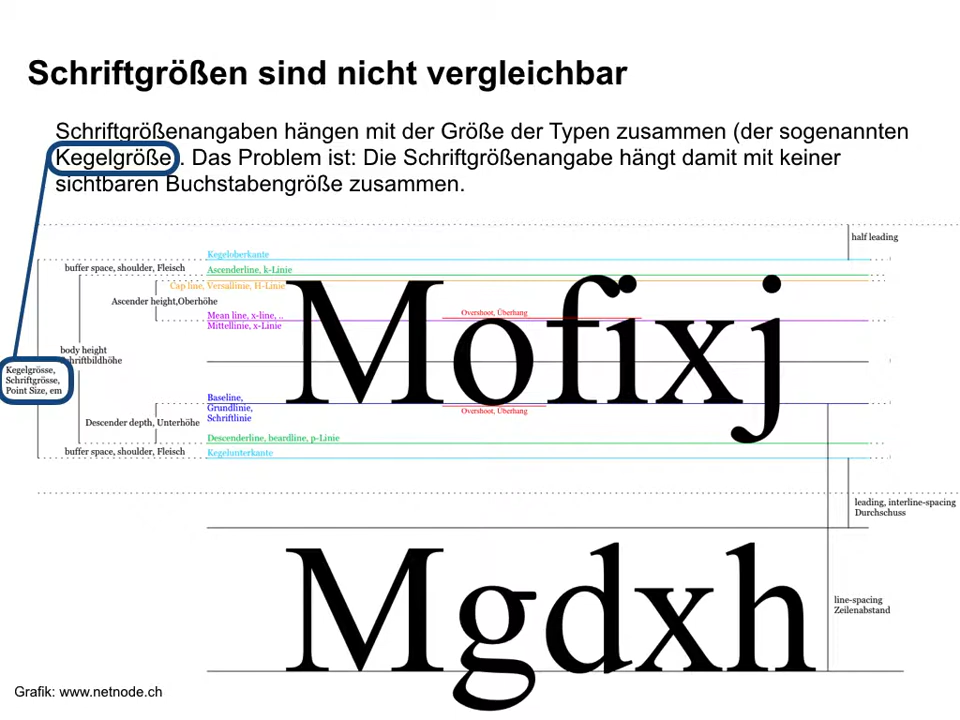 Schriftgrößen sind nicht vergleichbar
Schriftgrößenangaben hängen mit der Größe der Typen zusammen (der sogenannten
Kegelgröße). Das Problem ist: Die Schriftgrößenangabe hängt damit mit keiner
sichtbaren Buchstabengröße zusammen.
half leading
Kegeloberkante
buffer space, shoulder, Fleisch
Ascenderline, k-Linie
Cap line, Versallinie, H-Linie
Ascender height,Oberhöhe
Mean line, x-line, ..
Mittellinie, x-Linie
Overshoot, Überhang
Mofixj
body height
Schriftbildhöhe
Kegelgrösse,
Schriftgrösse,
Point Size, em
Baseline,
Grundlinie,
Schriftlinie
Overshoot, Überhang
Descender depth, Unterhöhe
Descenderline, beardline, p-Linie
buffer space, shoulder, Fleisch
Kegelunterkante
leading, interline-spacing
Durchschuss
Mgdxh
line-spacing
Zeilenabstand
Grafik: www.netnode.ch